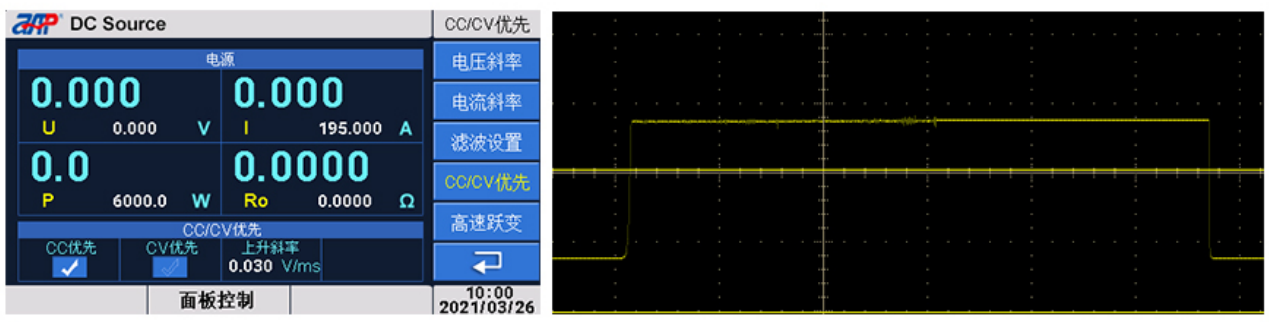 ZAP DC Source
CC/CV优先
电源
0.000
0.000
U 0.000 V
I 195.000 A
0.0
0.0000
P 6000.0 W
Ro 0.0000 Ω
CC/CV优先
CC优先
CV优先
上升斜率
0.030 V/ms
面板控制
电压斜率
电流斜率
滤波设置
CC/CV优先
高速跃变
10:00
2021/03/26